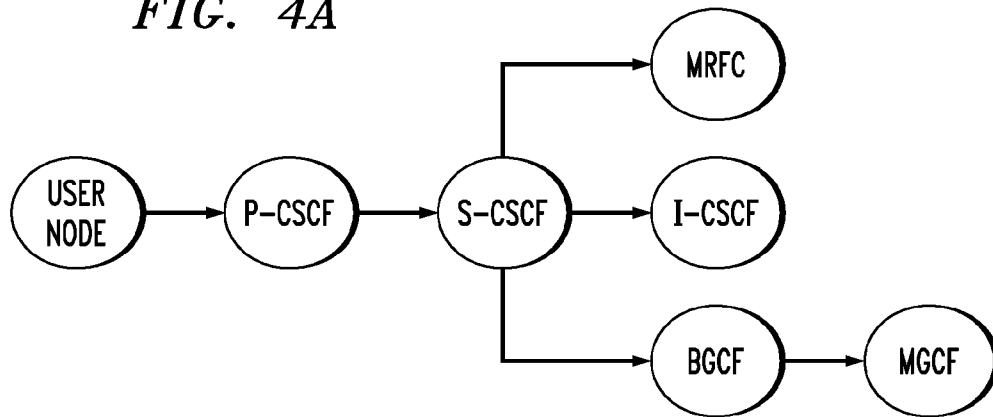 FIG. 4A
MRFC
USER
NODE
P-CSCF
S-CSCF
I-CSCF
BGCF
MGCF